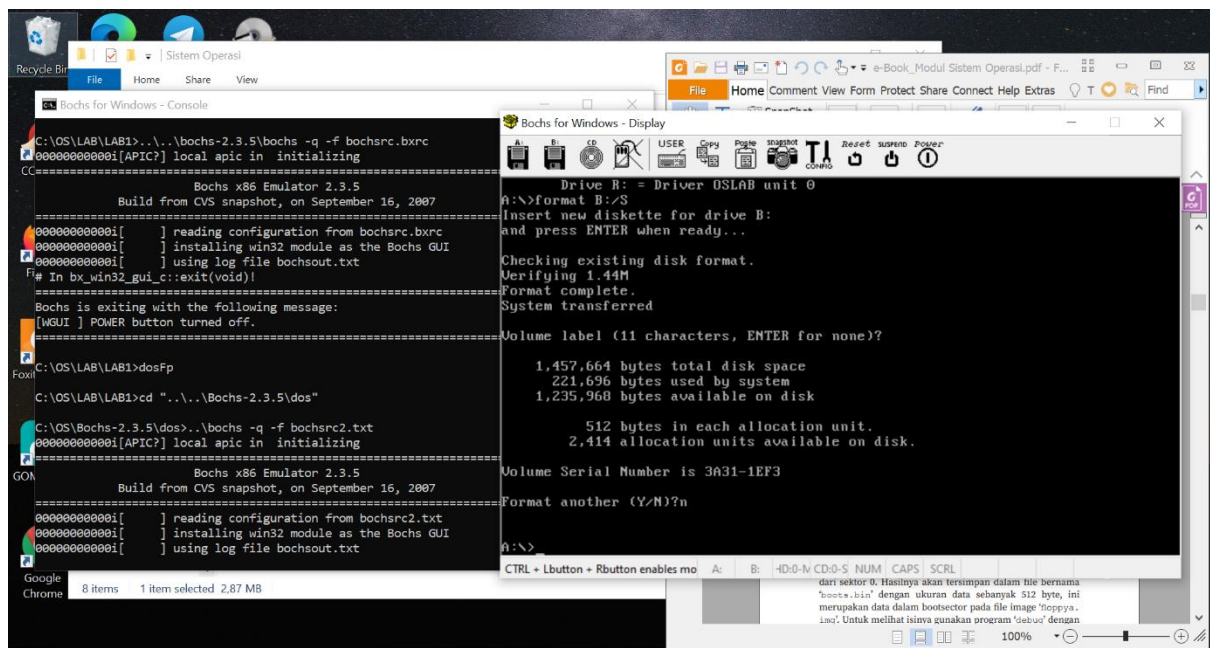 Recycle Bin
Sistem Operasi
File Home Share View
Bochs for Windows - Console
C:\OS\LAB\LAB1>..\..\bochs-2.3.5\bochs -q -f bochsrc.bxrc
00000000000i[APIC?] local apic in initializing
========================================================================
Bochs x86 Emulator 2.3.5
Build from CVS snapshot, on September 16, 2007
========================================================================
00000000000i[     ] reading configuration from bochsrc.bxrc
00000000000i[     ] installing win32 module as the Bochs GUI
00000000000i[     ] using log file bochsout.txt
# In bx_win32_gui_c::exit(void)!
========================================================================
Bochs is exiting with the following message:
[WGUI ] POWER button turned off.
========================================================================
C:\OS\LAB\LAB1>dosFp
C:\OS\LAB\LAB1>cd "..\..\Bochs-2.3.5\dos"
C:\OS\Bochs-2.3.5\dos>..\bochs -q -f bochsrc2.txt
00000000000i[APIC?] local apic in initializing
========================================================================
Bochs x86 Emulator 2.3.5
Build from CVS snapshot, on September 16, 2007
========================================================================
00000000000i[     ] reading configuration from bochsrc2.txt
00000000000i[     ] installing win32 module as the Bochs GUI
00000000000i[     ] using log file bochsout.txt
Google
Chrome
8 items 1 item selected 2,87 MB
e-Book_Modul Sistem Operasi.pdf - F...
File Home Comment View Form Protect Share Connect Help Extras Find
Bochs for Windows - Display
A: B: CD USER Copy Paste snapshot CONFIG Reset SUSPEND Power
Drive R: = Driver OSLAB unit 0
A:\>format B:/S
Insert new diskette for drive B:
and press ENTER when ready...
Checking existing disk format.
Verifying 1.44M
Format complete.
System transferred
Volume label (11 characters, ENTER for none)?
1,457,664 bytes total disk space
221,696 bytes used by system
1,235,968 bytes available on disk
512 bytes in each allocation unit.
2,414 allocation units available on disk.
Volume Serial Number is 3A31-1EF3
Format another (Y/N)?n
A:\>_
CTRL + Lbutton + Rbutton enables mo A: B: HD:0-M CD:0-S NUM CAPS SCRL
dari sektor 0. Hasilnya akan tersimpan dalam file bernama
'boots.bin' dengan ukuran data sebanyak 512 byte, ini
merupakan data dalam bootsector pada file image 'floppya.
img'. Untuk melihat isinya gunakan program 'debug' dengan
100%